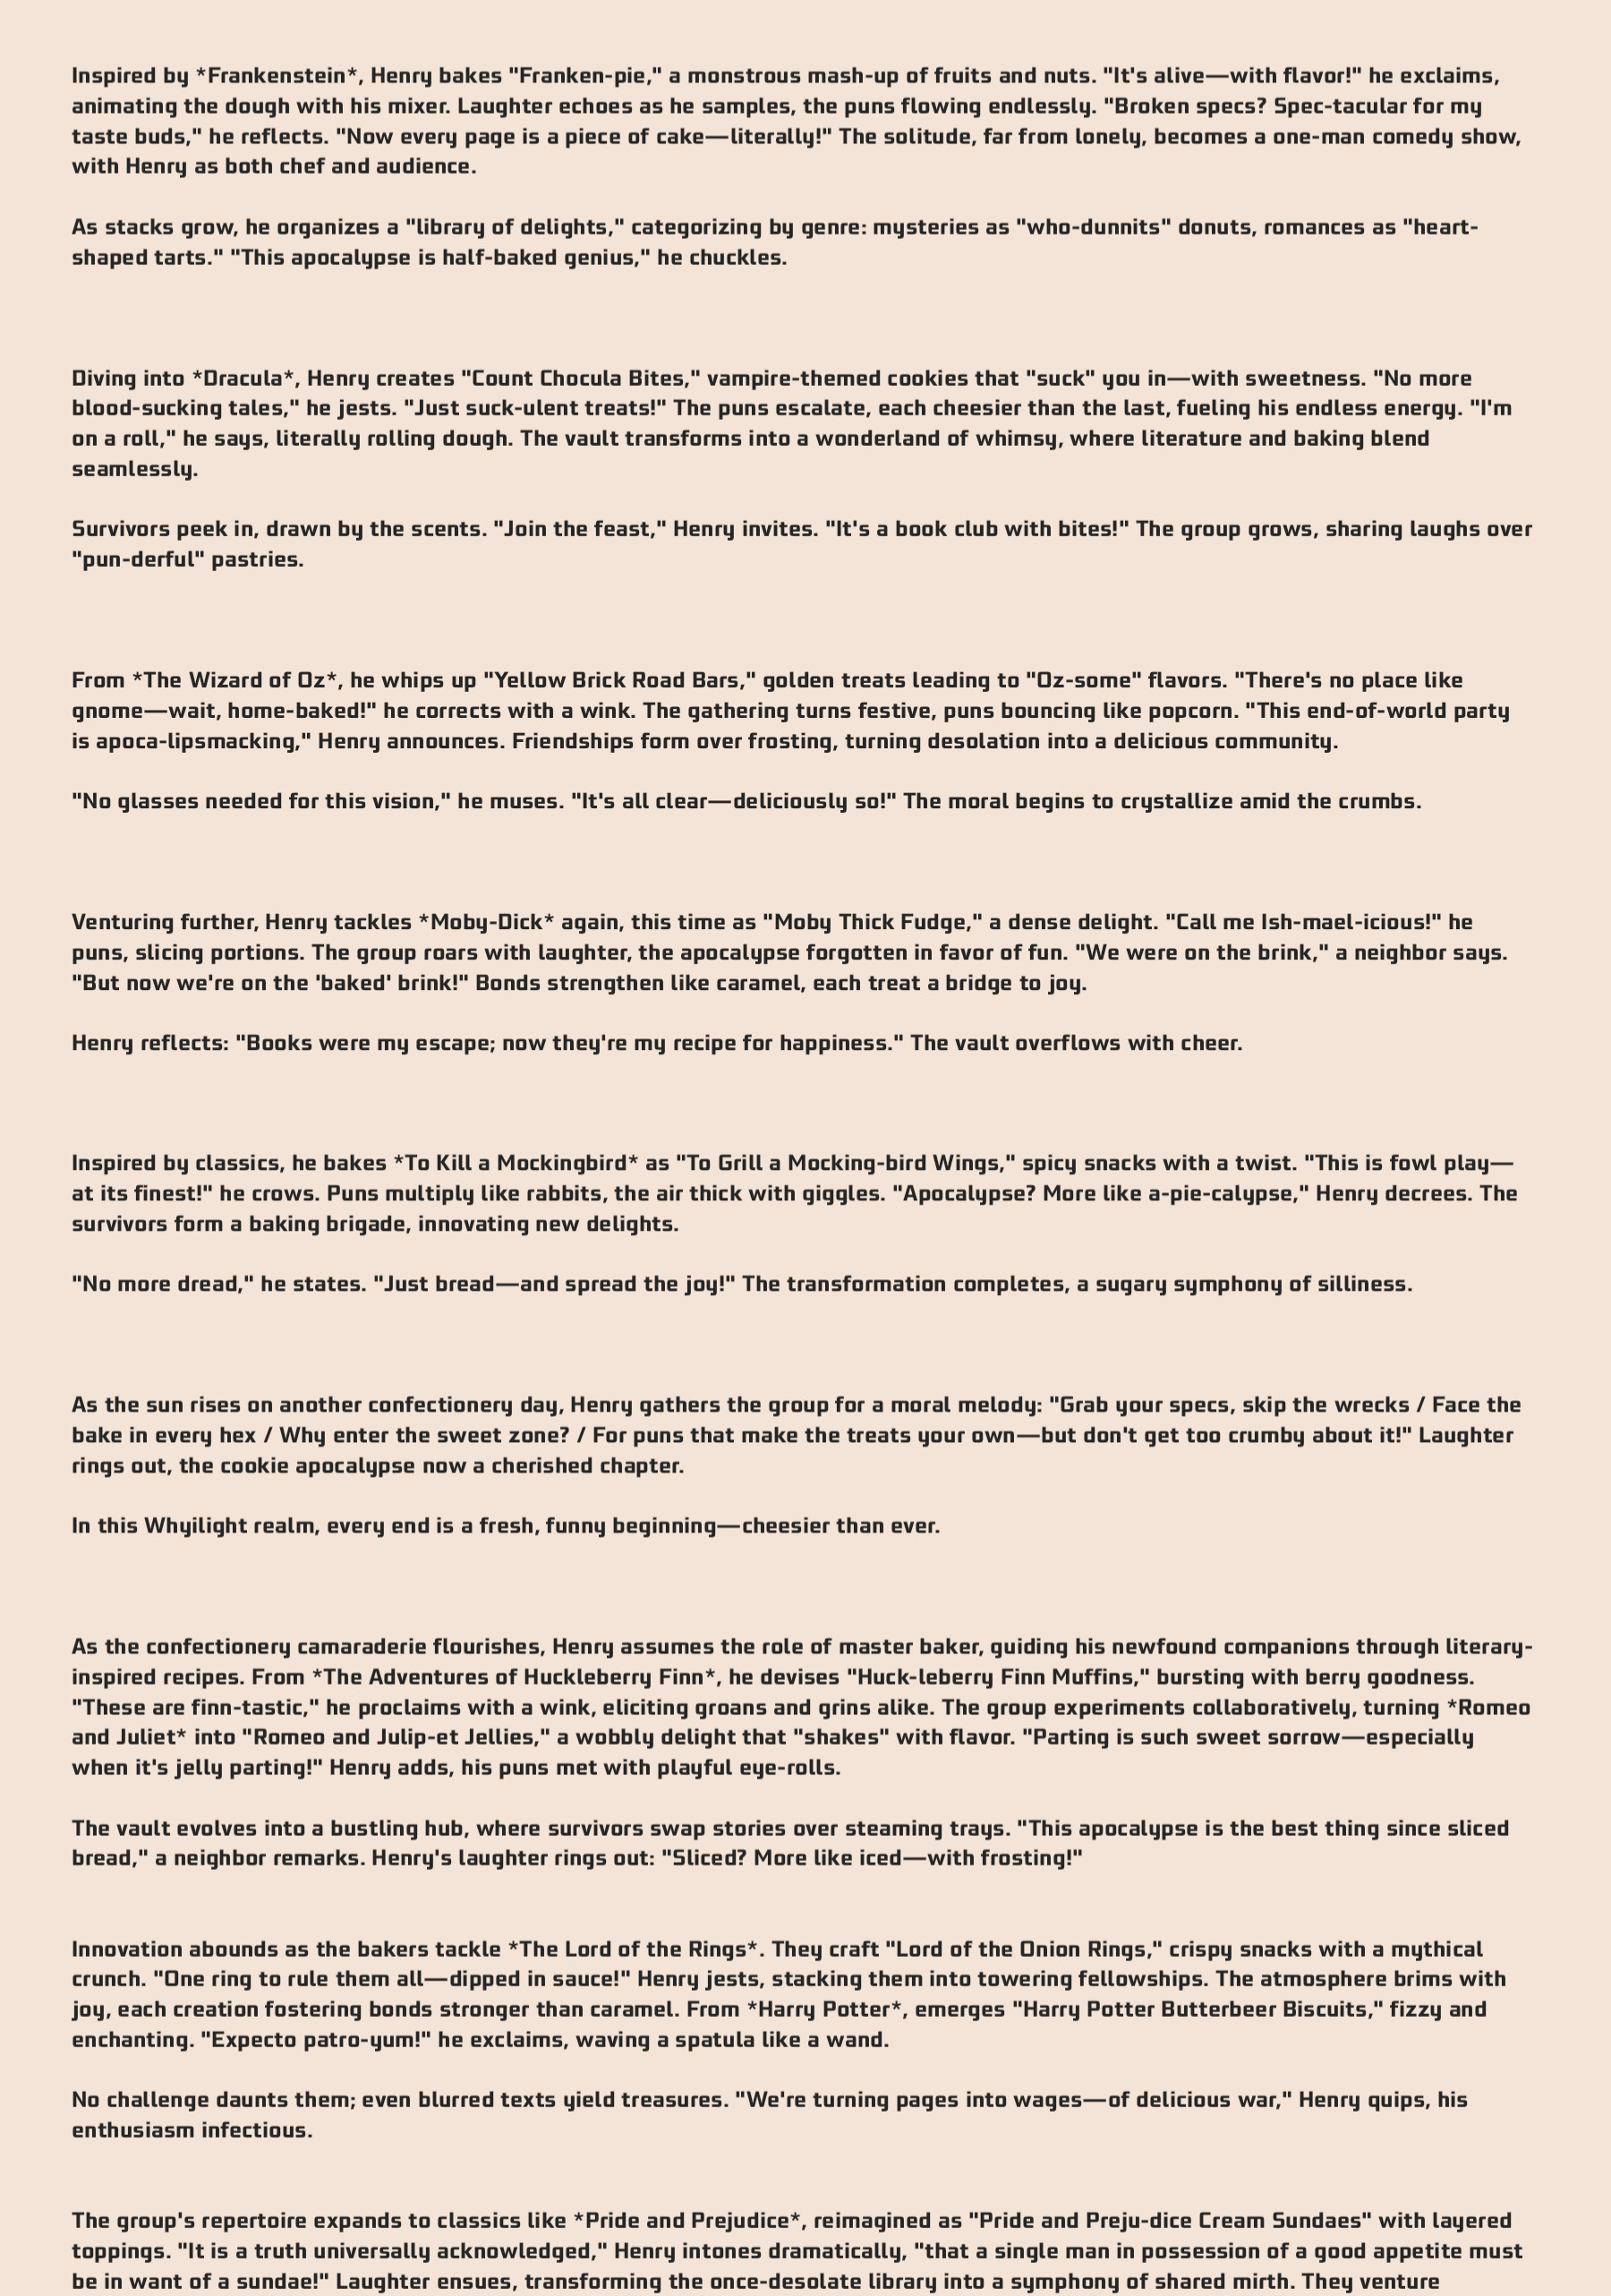 Inspired by *Frankenstein*, Henry bakes "Franken-pie," a monstrous mash-up of fruits and nuts. "It's alive—with flavor!" he exclaims,
animating the dough with his mixer. Laughter echoes as he samples, the puns flowing endlessly. "Broken specs? Spec-tacular for my
taste buds," he reflects. "Now every page is a piece of cake—literally!" The solitude, far from lonely, becomes a one-man comedy show,
with Henry as both chef and audience.
As stacks grow, he organizes a "library of delights," categorizing by genre: mysteries as "who-dunnits" donuts, romances as "heart-
shaped tarts." "This apocalypse is half-baked genius," he chuckles.
Diving into *Dracula*, Henry creates "Count Chocula Bites," vampire-themed cookies that "suck" you in—with sweetness. "No more
blood-sucking tales," he jests. "Just suck-ulent treats!" The puns escalate, each cheesier than the last, fueling his endless energy. "I'm
on a roll," he says, literally rolling dough. The vault transforms into a wonderland of whimsy, where literature and baking blend
seamlessly.
Survivors peek in, drawn by the scents. "Join the feast," Henry invites. "It's a book club with bites!" The group grows, sharing laughs over
"pun-derful" pastries.
From *The Wizard of Oz*, he whips up "Yellow Brick Road Bars," golden treats leading to "Oz-some" flavors. "There's no place like
gnome—wait, home-baked!" he corrects with a wink. The gathering turns festive, puns bouncing like popcorn. "This end-of-world party
is apoca-lipsmacking," Henry announces. Friendships form over frosting, turning desolation into a delicious community.
"No glasses needed for this vision," he muses. "It's all clear—deliciously so!" The moral begins to crystallize amid the crumbs.
Venturing further, Henry tackles *Moby-Dick* again, this time as "Moby Thick Fudge," a dense delight. "Call me Ish-mael-icious!" he
puns, slicing portions. The group roars with laughter, the apocalypse forgotten in favor of fun. "We were on the brink," a neighbor says.
"But now we're on the 'baked' brink!" Bonds strengthen like caramel, each treat a bridge to joy.
Henry reflects: "Books were my escape; now they're my recipe for happiness." The vault overflows with cheer.
Inspired by classics, he bakes *To Kill a Mockingbird* as "To Grill a Mocking-bird Wings," spicy snacks with a twist. "This is fowl play—
at its finest!" he crows. Puns multiply like rabbits, the air thick with giggles. "Apocalypse? More like a-pie-calypse," Henry decrees. The
survivors form a baking brigade, innovating new delights.
"No more dread," he states. "Just bread—and spread the joy!" The transformation completes, a sugary symphony of silliness.
As the sun rises on another confectionery day, Henry gathers the group for a moral melody: "Grab your specs, skip the wrecks / Face the
bake in every hex / Why enter the sweet zone? / For puns that make the treats your own—but don't get too crumby about it!" Laughter
rings out, the cookie apocalypse now a cherished chapter.
In this Whyilight realm, every end is a fresh, funny beginning—cheesier than ever.
As the confectionery camaraderie flourishes, Henry assumes the role of master baker, guiding his newfound companions through literary-
inspired recipes. From *The Adventures of Huckleberry Finn*, he devises "Huck-leberry Finn Muffins," bursting with berry goodness.
"These are finn-tastic," he proclaims with a wink, eliciting groans and grins alike. The group experiments collaboratively, turning *Romeo
and Juliet* into "Romeo and Julip-et Jellies," a wobbly delight that "shakes" with flavor. "Parting is such sweet sorrow—especially
when it's jelly parting!" Henry adds, his puns met with playful eye-rolls.
The vault evolves into a bustling hub, where survivors swap stories over steaming trays. "This apocalypse is the best thing since sliced
bread," a neighbor remarks. Henry's laughter rings out: "Sliced? More like iced—with frosting!"
Innovation abounds as the bakers tackle *The Lord of the Rings*. They craft "Lord of the Onion Rings," crispy snacks with a mythical
crunch. "One ring to rule them all—dipped in sauce!" Henry jests, stacking them into towering fellowships. The atmosphere brims with
joy, each creation fostering bonds stronger than caramel. From *Harry Potter*, emerges "Harry Potter Butterbeer Biscuits," fizzy and
enchanting. "Expecto patro-yum!" he exclaims, waving a spatula like a wand.
No challenge daunts them; even blurred texts yield treasures. "We're turning pages into wages—of delicious war," Henry quips, his
enthusiasm infectious.
The group's repertoire expands to classics like *Pride and Prejudice*, reimagined as "Pride and Preju-dice Cream Sundaes" with layered
toppings. "It is a truth universally acknowledged," Henry intones dramatically, "that a single man in possession of a good appetite must
be in want of a sundae!" Laughter ensues, transforming the once-desolate library into a symphony of shared mirth. They venture